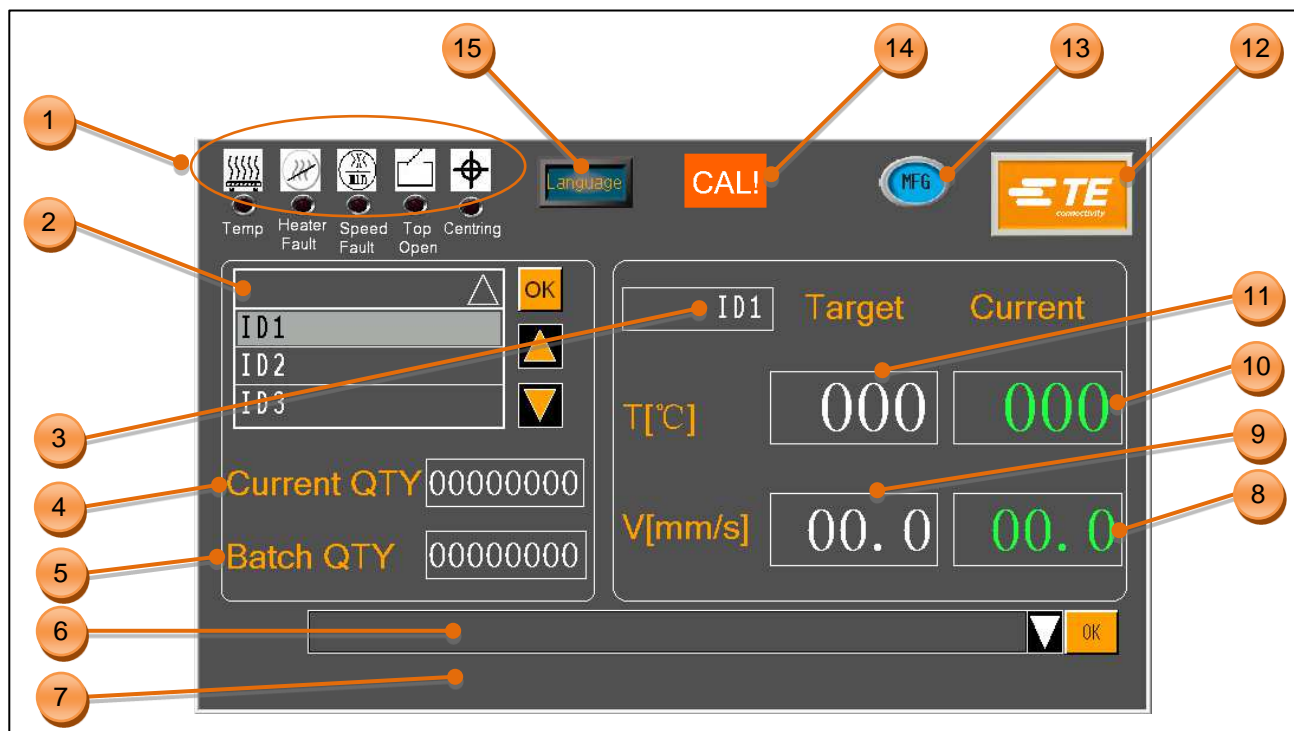 15
14
13
12
1
Language
CAL!
MFG
TE
connectivity
Temp
Heater
Fault
Speed
Fault
Top
Open
Centring
min
2
OK
ID1
ID2
ID3
ID1
Target
Current
11
10
T[℃]
000
000
3
9
4
Current QTY
00000000
8
V[mm/s]
00.0
00.0
5
Batch QTY
00000000
6
OK
7